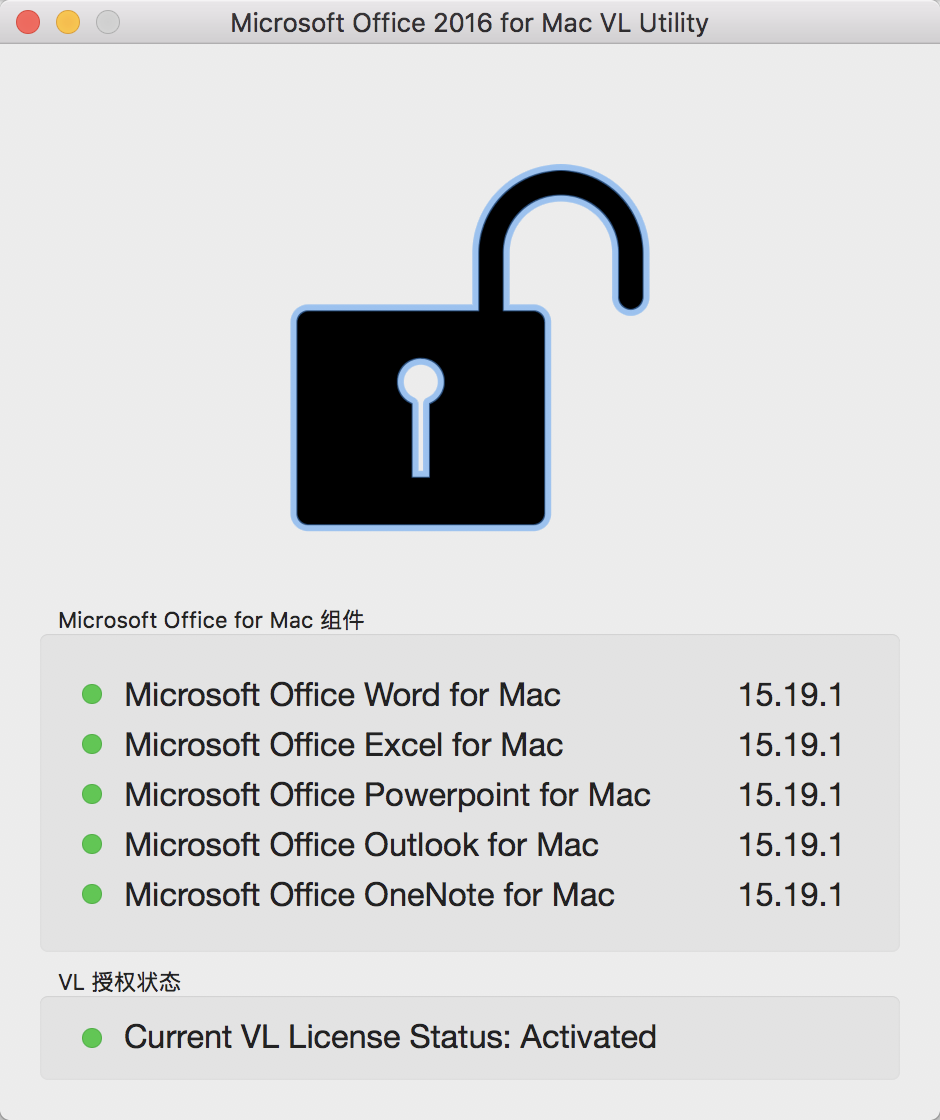 Microsoft Office 2016 for Mac VL Utility
Microsoft Office for Mac 组件
Microsoft Office Word for Mac 15.19.1
Microsoft Office Excel for Mac 15.19.1
Microsoft Office Powerpoint for Mac 15.19.1
Microsoft Office Outlook for Mac 15.19.1
Microsoft Office OneNote for Mac 15.19.1
VL 授权状态
Current VL License Status: Activated